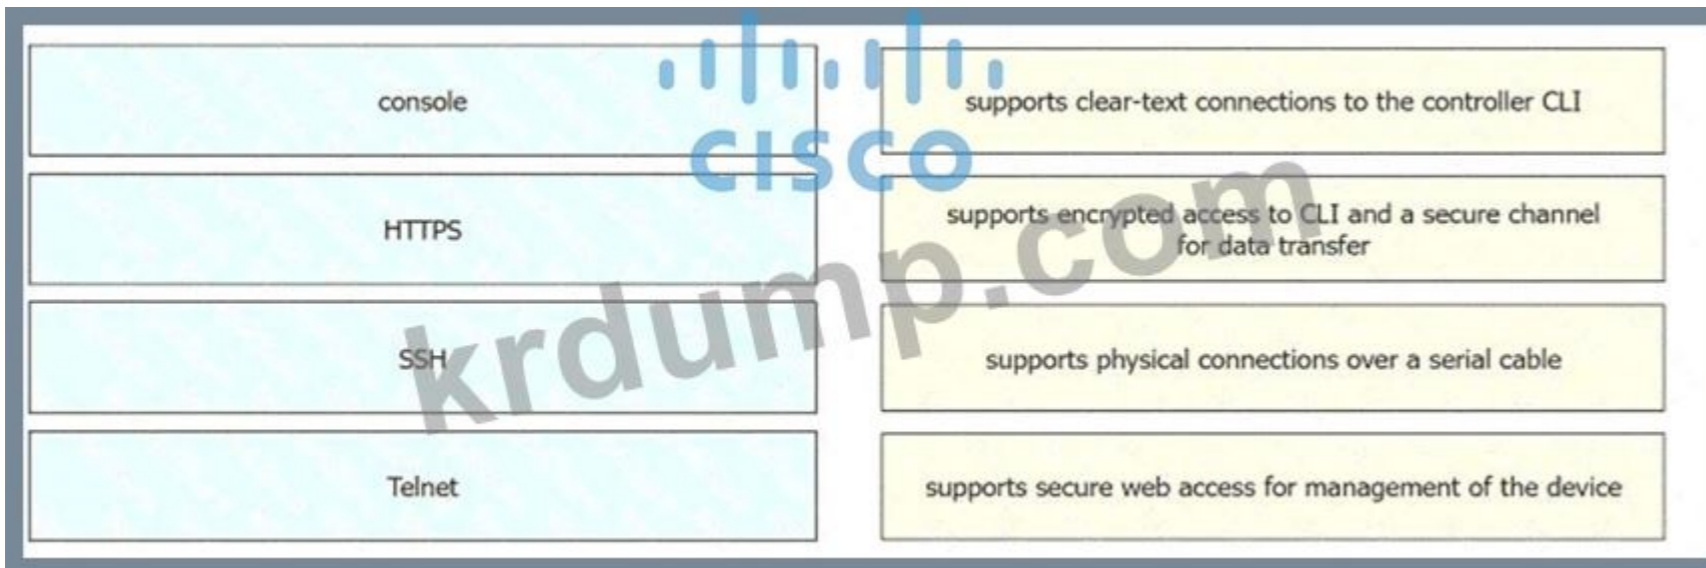 console
supports clear-text connections to the controller CLI
CISCO
HTTPS
supports encrypted access to CLI and a secure channel
for data transfer
krdump.com
SSH
supports physical connections over a serial cable
Telnet
supports secure web access for management of the device